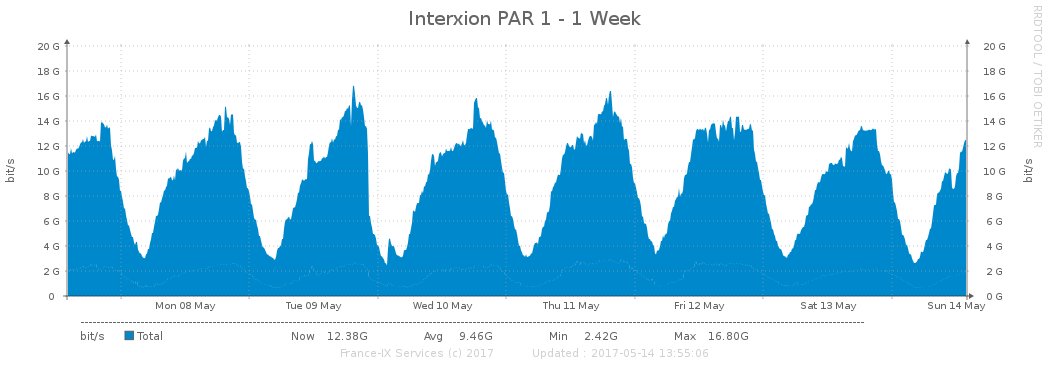 Interxion PAR 1 - 1 Week
RRDTOOL / TOBI OETIKER
20 G 20 G
18 G 18 G
16 G 16 G
14 G 14 G
12 G 12 G
10 G 10 G
8 G 8 G
6 G 6 G
4 G 4 G
2 G 2 G
0 0 G
bit/s
bit/s
Mon 08 May Tue 09 May Wed 10 May Thu 11 May Fri 12 May Sat 13 May Sun 14 May
bit/s Total Now 12.38G Avg 9.46G Min 2.42G Max 16.80G
France-IX Services (c) 2017 Updated : 2017-05-14 13:55:06